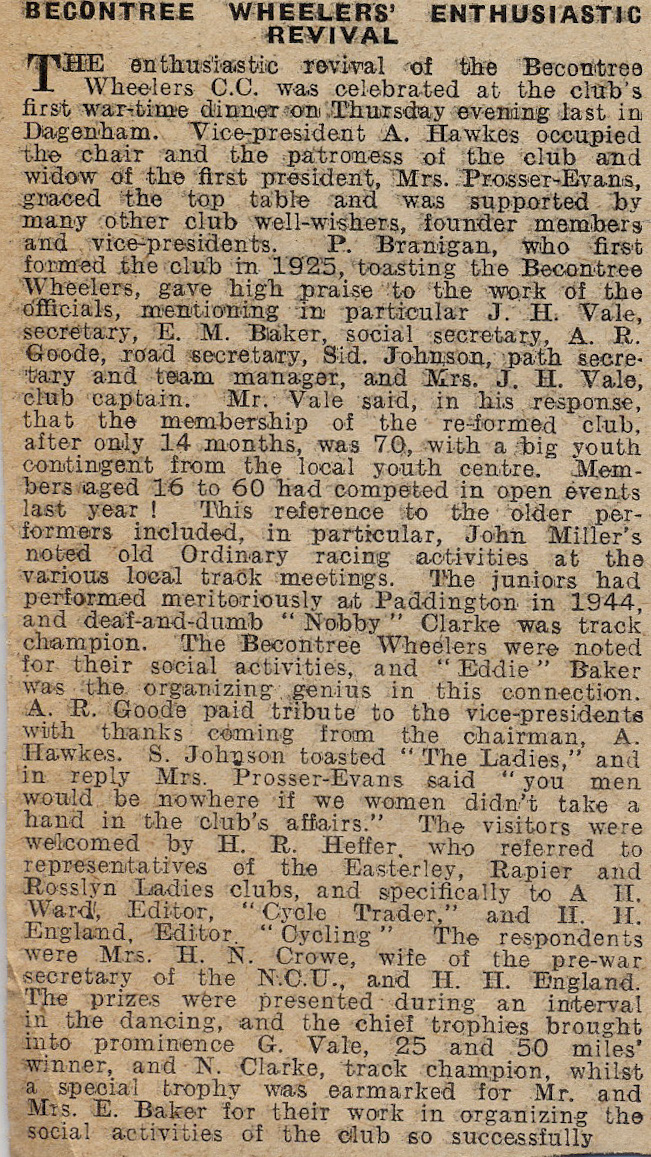 BECONTREE WHEELERS' ENTHUSIASTIC
REVIVAL
THE enthusiastic revival of the Becontree
Wheelers C.C. was celebrated at the club's
first war-time dinner on Thursday evening last in
Dagenham. Vice-president A. Hawkes occupied
the chair and the patroness of the club and
widow of the first president, Mrs. Prosser-Evans,
graced the top table and was supported by
many other club well-wishers, founder members
and vice-presidents. P. Branigan, who first
formed the club in 1925, toasting the Becontree
Wheelers, gave high praise to the work of the
officials, mentioning in particular J. H. Vale,
secretary, E. M. Baker, social secretary, A. R.
Goode, road secretary, Sid. Johnson, path secre-
tary and team manager, and Mrs. J. H. Vale,
club captain. Mr. Vale said, in his response,
that the membership of the re-formed club,
after only 14 months, was 70, with a big youth
contingent from the local youth centre. Mem-
bers aged 16 to 60 had competed in open events
last year! This reference to the older per-
formers included, in particular, John Miller's
noted old Ordinary racing activities at the
various local track meetings. The juniors had
performed meritoriously at Paddington in 1944,
and deaf-and-dumb "Nobby" Clarke was track
champion. The Becontree Wheelers were noted
for their social activities, and "Eddie" Baker
was the organizing genius in this connection.
A. R. Goode paid tribute to the vice-presidents
with thanks coming from the chairman, A.
Hawkes. S. Johnson toasted "The Ladies," and
in reply Mrs. Prosser-Evans said "you men
would be nowhere if we women didn't take a
hand in the club's affairs." The visitors were
welcomed by H. R. Heffer, who referred to
representatives of the Easterley, Rapier and
Rosslyn Ladies clubs, and specifically to A H.
Ward, Editor, "Cycle Trader," and H. H.
England, Editor "Cycling" The respondents
were Mrs. H. N. Crowe, wife of the pre-war
secretary of the N.C.U., and H. H. England.
The prizes were presented during an interval
in the dancing, and the chief trophies brought
into prominence G. Vale, 25 and 50 miles'
winner, and N. Clarke, track champion, whilst
a special trophy was earmarked for Mr. and
Mrs. E. Baker for their work in organizing the
social activities of the club so successfully